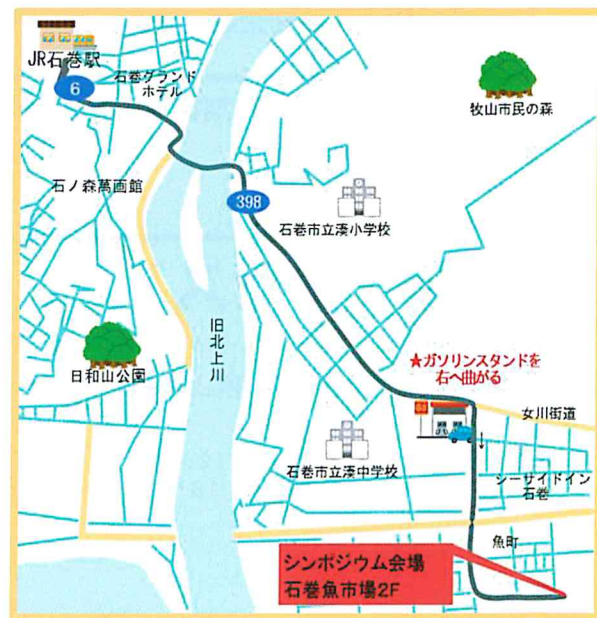 JR石巻駅
6
石巻グランド
ホテル
牧山市民の森
石ノ森萬画館
398
石巻市立湊小学校
旧北上川
日和山公園
★ガソリンスタンドを
右へ曲がる
女川街道
石巻市立湊中学校
シーサイドイン
石巻
魚町
シンポジウム会場
石巻魚市場2F